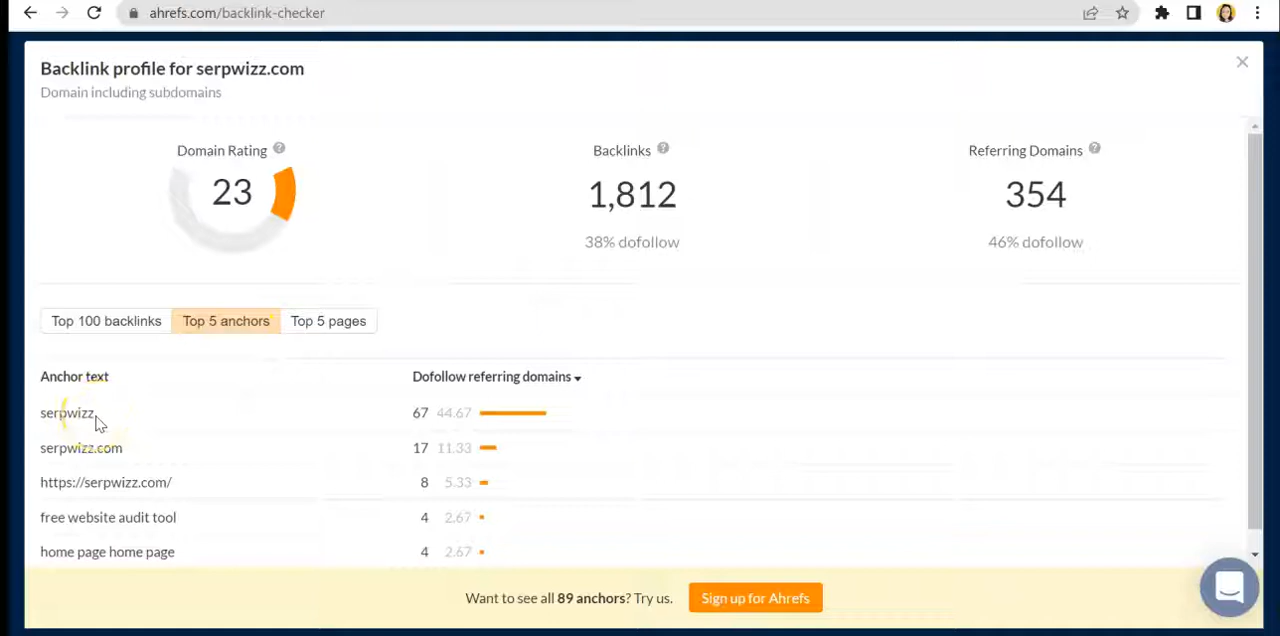 ahrefs.com/backlink-checker
Backlink profile for serpwizz.com
Domain including subdomains
Domain Rating ? Backlinks ? Referring Domains ?
23 1,812 354
38% dofollow 46% dofollow
Top 100 backlinks Top 5 anchors Top 5 pages
Anchor text Dofollow referring domains
serpwizz 67 44.67
serpwizz.com 17 11.33
https://serpwizz.com/ 8 5.33
free website audit tool 4 2.67
home page home page 4 2.67
Want to see all 89 anchors? Try us. Sign up for Ahrefs